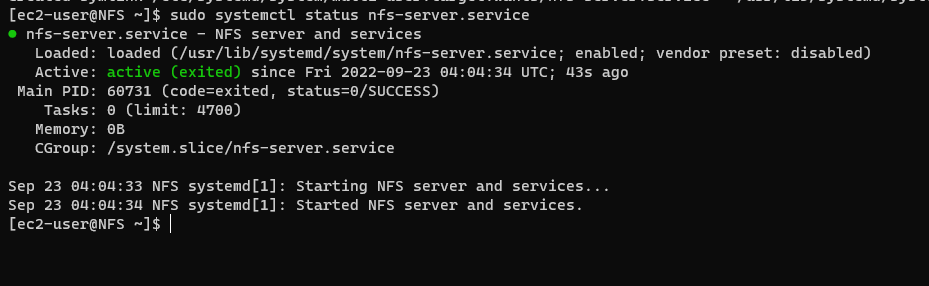 [ec2-user@NFS ~]$ sudo systemctl status nfs-server.service
● nfs-server.service - NFS server and services
Loaded: loaded (/usr/lib/systemd/system/nfs-server.service; enabled; vendor preset: disabled)
Active: active (exited) since Fri 2022-09-23 04:04:34 UTC; 43s ago
Main PID: 60731 (code=exited, status=0/SUCCESS)
Tasks: 0 (limit: 4700)
Memory: 0B
CGroup: /system.slice/nfs-server.service
Sep 23 04:04:33 NFS systemd[1]: Starting NFS server and services...
Sep 23 04:04:34 NFS systemd[1]: Started NFS server and services.
[ec2-user@NFS ~]$